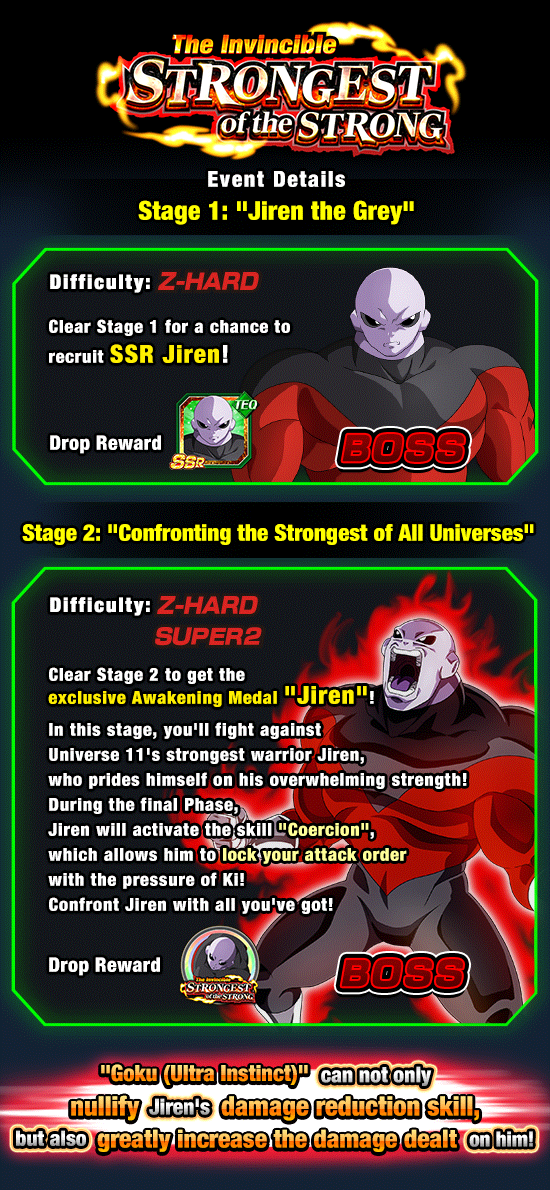 The Invincible
STRONGEST
of the STRONG
Event Details
Stage 1: "Jiren the Grey"
Difficulty: Z-HARD
Clear Stage 1 for a chance to
recruit SSR Jiren!
TEQ
Drop Reward
SSR
BOSS
Stage 2: "Confronting the Strongest of All Universes"
Difficulty: Z-HARD
SUPER2
Clear Stage 2 to get the
exclusive Awakening Medal "Jiren"!
In this stage, you'll fight against
Universe 11's strongest warrior Jiren,
who prides himself on his overwhelming strength!
During the final Phase,
Jiren will activate the skill "Coercion",
which allows him to lock your attack order
with the pressure of Ki!
Confront Jiren with all you've got!
Drop Reward
The Invincible
STRONGEST
of the STRONG
BOSS
"Goku (Ultra Instinct)" can not only
nullify Jiren's damage reduction skill,
but also greatly increase the damage dealt on him!